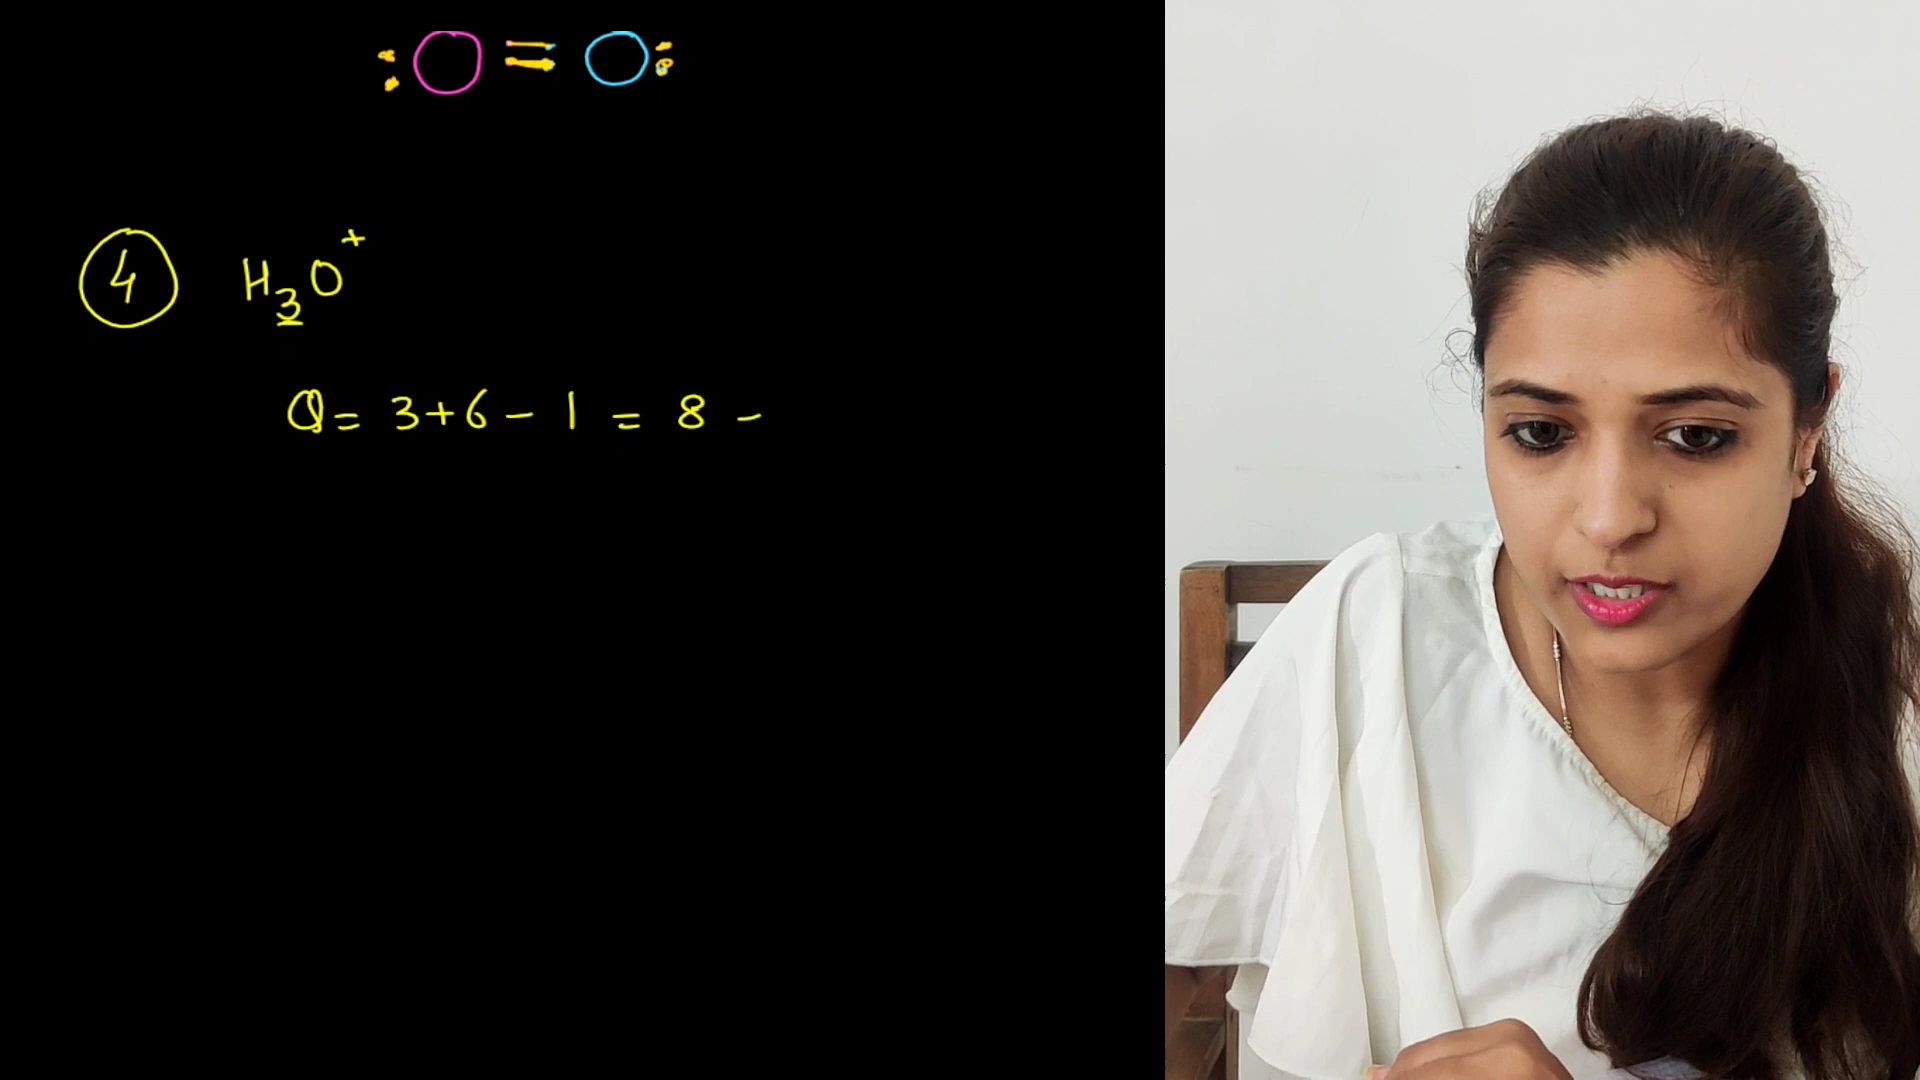 :O=O:
4 H₃O⁺
Q = 3+6-1 = 8 -